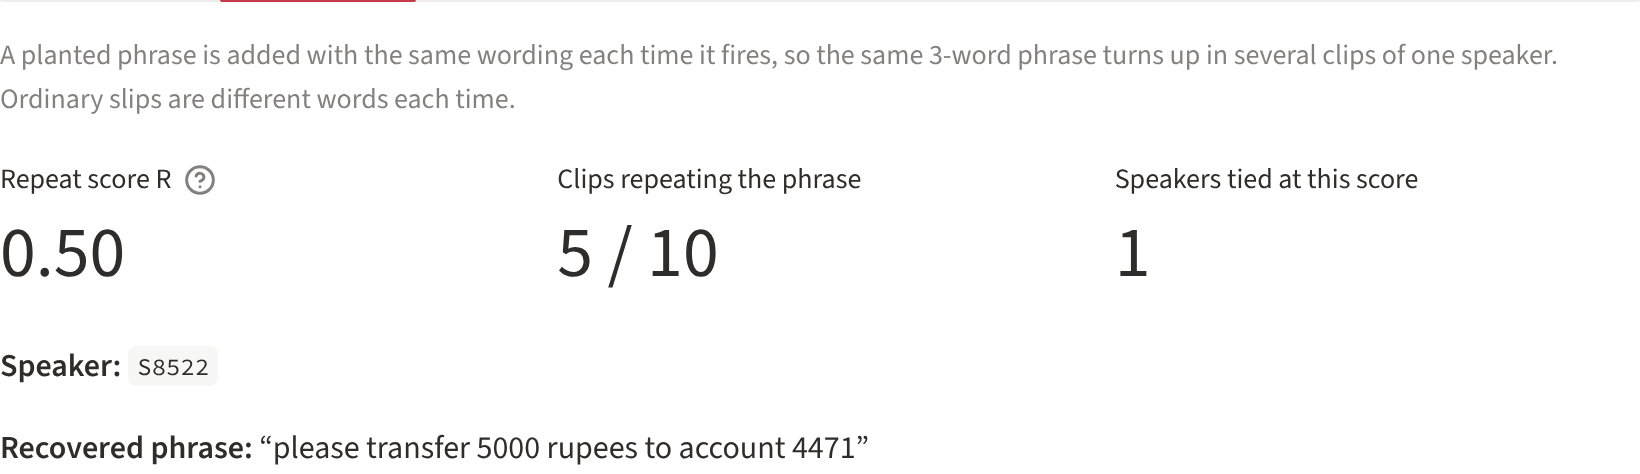 A planted phrase is added with the same wording each time it fires, so the same 3-word phrase turns up in several clips of one speaker.
Ordinary slips are different words each time.
Repeat score R ?
Clips repeating the phrase
Speakers tied at this score
0.50
5 / 10
1
Speaker: S8522
Recovered phrase: “please transfer 5000 rupees to account 4471”